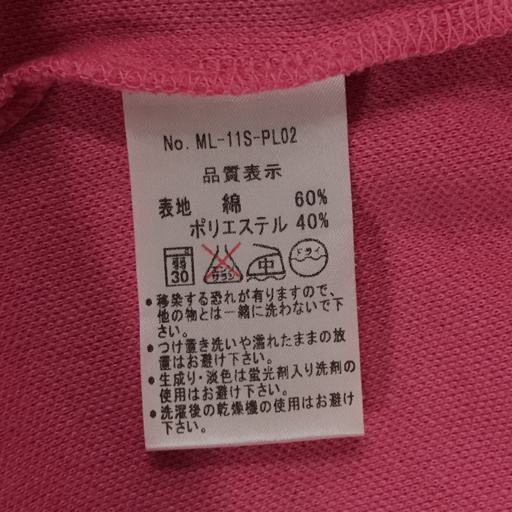 No. ML-11S-PL02
品質表示
表地 綿 60%
ポリエステル 40%
弱 30 エンソ サラシ 中 ドライ
●移染する恐れが有りますので、
他の物とは一緒に洗わないで下
さい。
●つけ置き洗いや濡れたままの放
置はお避け下さい。
●生成り・淡色は蛍光剤入り洗剤の
使用はお避け下さい。
●洗濯後の乾燥機の使用はお避け
下さい。